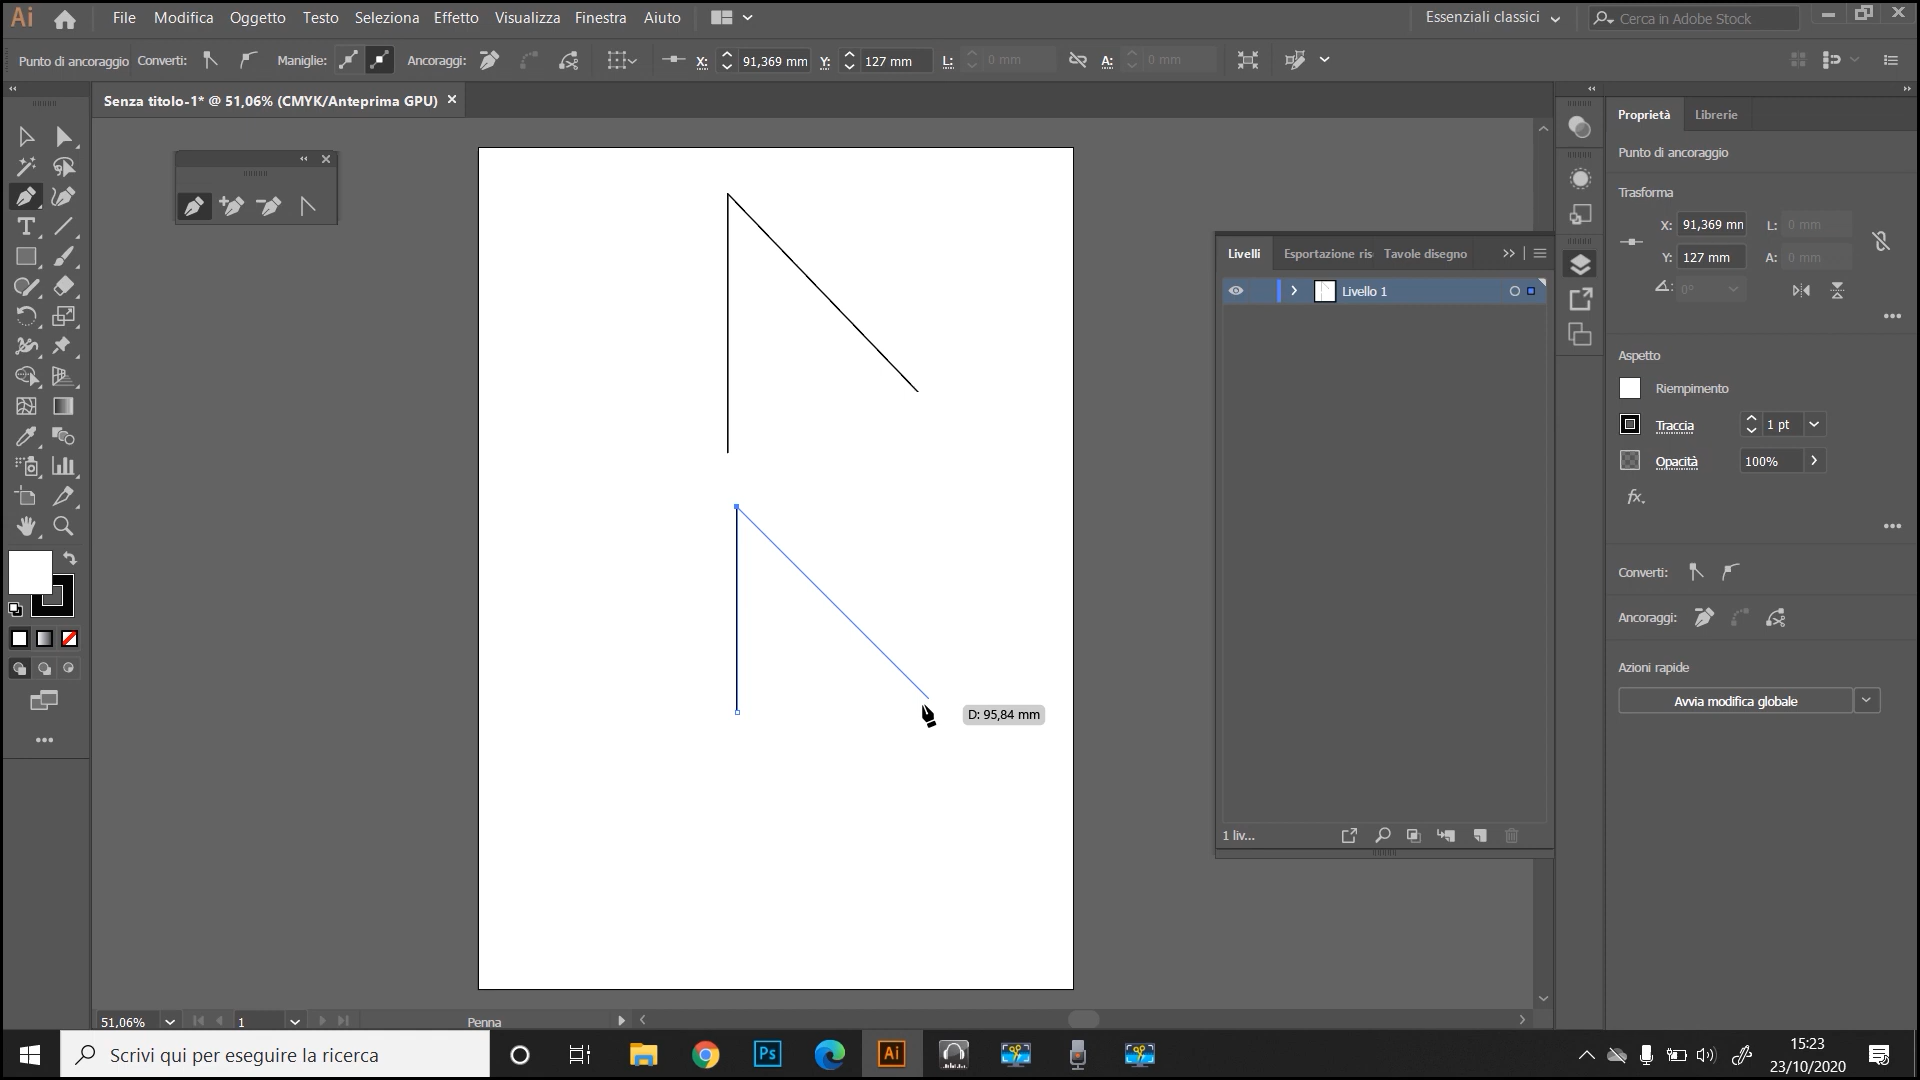 Ai File Modifica Oggetto Testo Seleziona Effetto Visualizza Finestra Aiuto Essenziali classici Cerca in Adobe Stock
Punto di ancoraggio Converti: Maniglie: Ancoraggi: X: 91,369 mm Y: 127 mm L: 0 mm A: 0 mm
Senza titolo-1* @ 51,06% (CMYK/Anteprima GPU)
Proprietà Librerie
Punto di ancoraggio
Trasforma
X: 91,369 mm L: 0 mm
Y: 127 mm A: 0 mm
0°
Livelli Esportazione ris Tavole disegno
Livello 1
Aspetto
Riempimento
Traccia 1 pt
Opacità 100%
fx.
Converti:
Ancoraggi:
Azioni rapide
Avvia modifica globale
D: 95,84 mm
1 liv...
51,06% 1 Penna
Scrivi qui per eseguire la ricerca
Ps Ai
15:23
23/10/2020